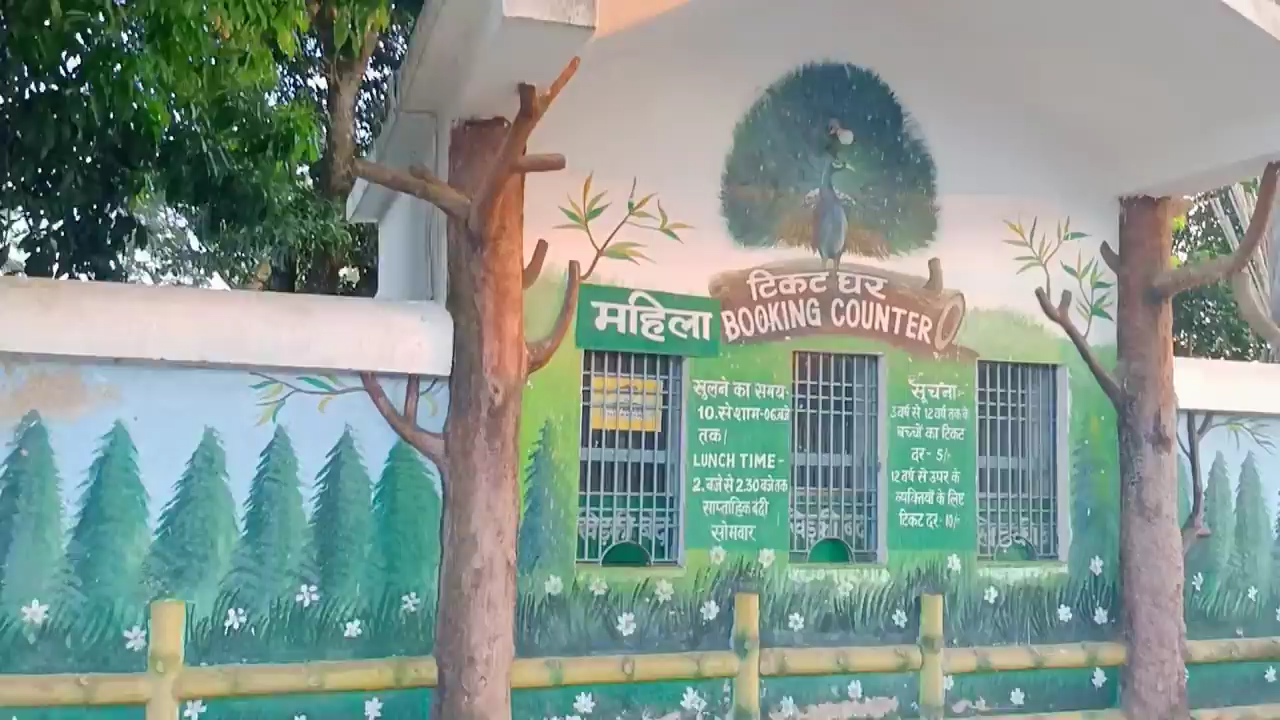 टिकट घर
महिला
BOOKING COUNTER
खुलने का समय-
10. से शाम-06 बजे
तक।
LUNCH TIME -
2. बजे से 2.30 बजे तक
साप्ताहिक बंदी
सोमवार
सूचना:-
3 वर्ष से 12 वर्ष तक के
बच्चों का टिकट
दर- 5/-
12 वर्ष से उपर के
व्यक्तियों के लिए
टिकट दर- 10/-